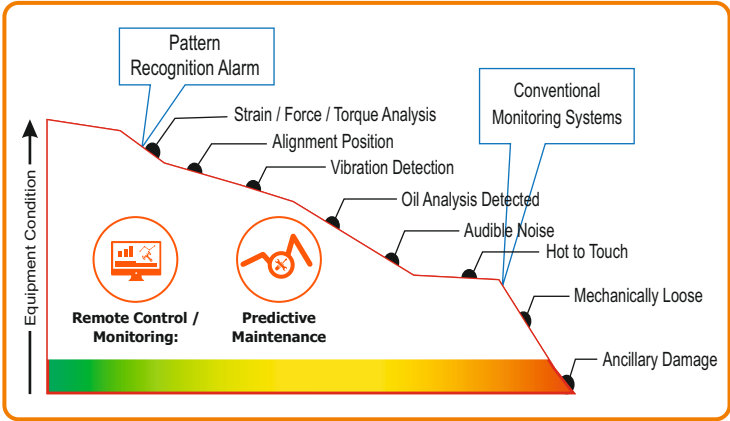 Pattern
Recognition Alarm
Conventional
Monitoring Systems
Strain / Force / Torque Analysis
Alignment Position
Vibration Detection
Oil Analysis Detected
Audible Noise
Hot to Touch
Mechanically Loose
Ancillary Damage
Equipment Condition
Remote Control /
Monitoring:
Predictive
Maintenance